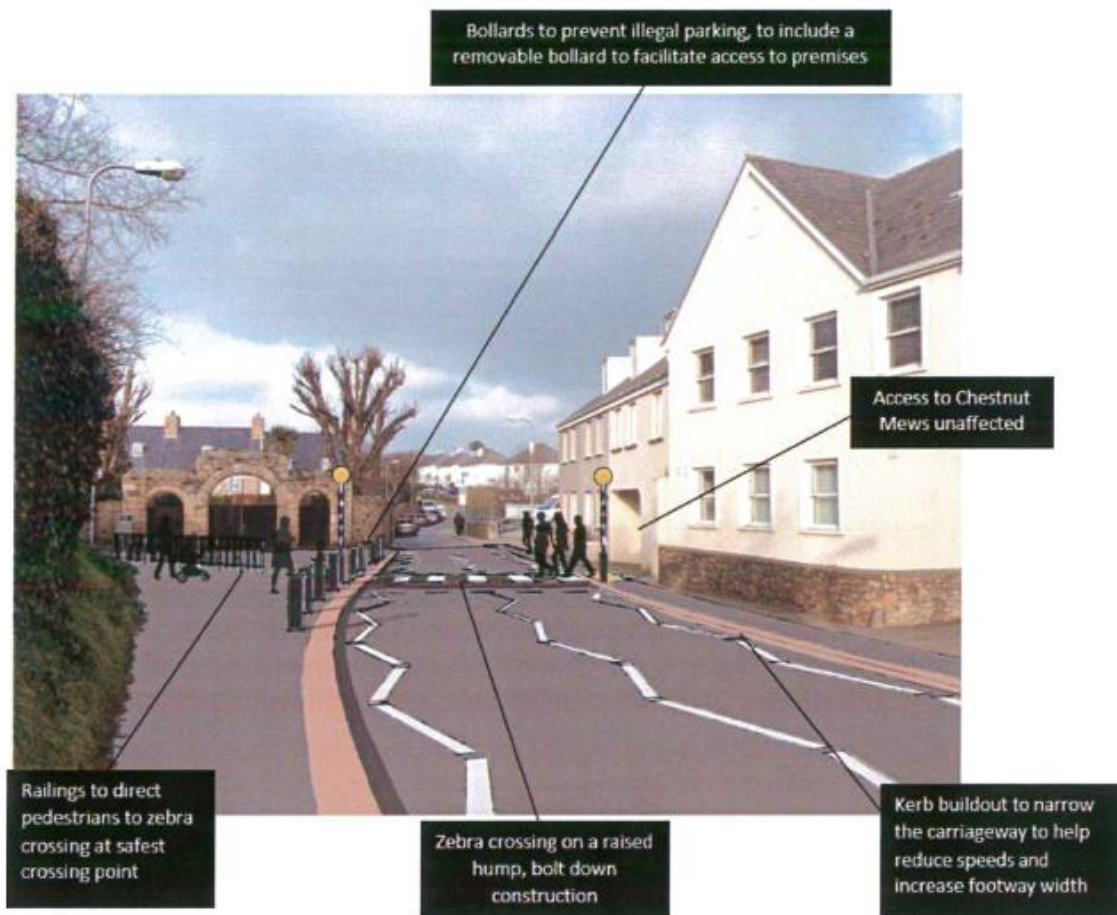 Bollards to prevent illegal parking, to include a
removable bollard to facilitate access to premises
Access to Chestnut
Mews unaffected
Railings to direct
pedestrians to zebra
crossing at safest
crossing point
Zebra crossing on a raised
hump, bolt down
construction
Kerb buildout to narrow
the carriageway to help
reduce speeds and
increase footway width